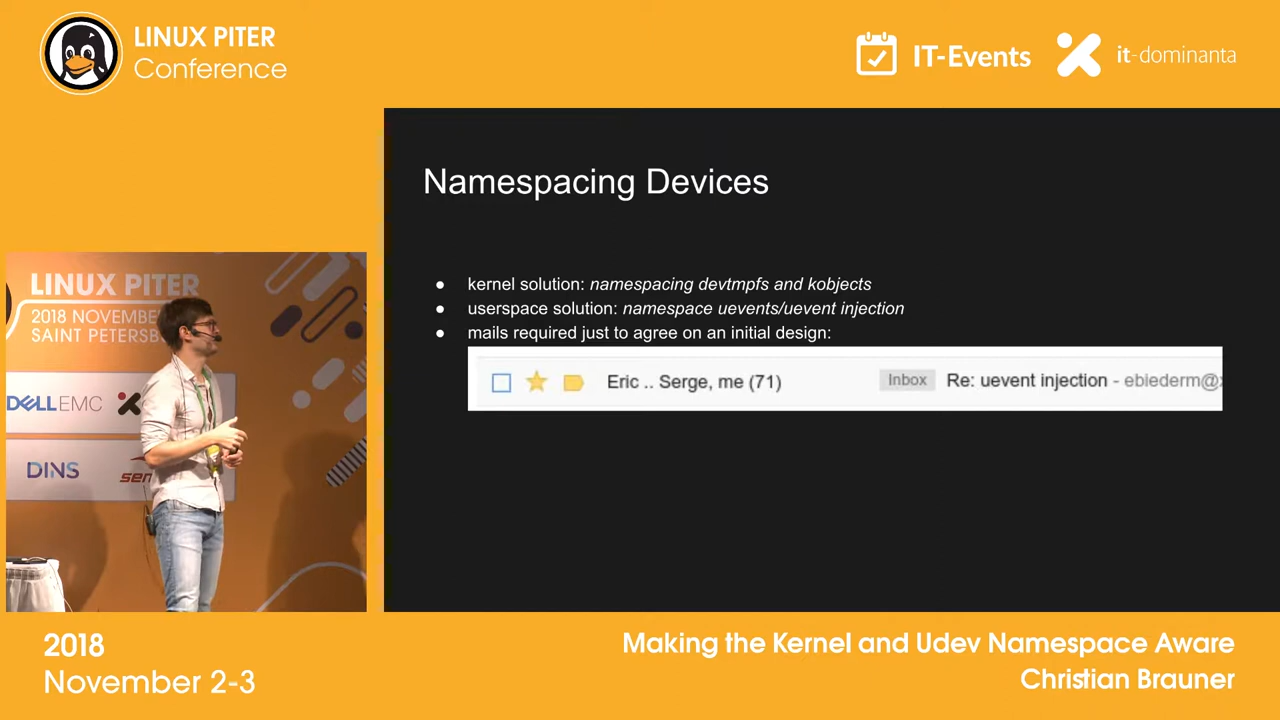 LINUX PITER
Conference
IT-Events
it-dominanta
Namespacing Devices
● kernel solution: namespacing devtmpfs and kobjects
● userspace solution: namespace uevents/uevent injection
● mails required just to agree on an initial design:
Eric .. Serge, me (71) Inbox Re: uevent injection - ebiederm@
LINUX PITER
2018 NOVEMBE
SAINT PETERSB
DELLEMC
DINS
sem
2018
November 2-3
Making the Kernel and Udev Namespace Aware
Christian Brauner